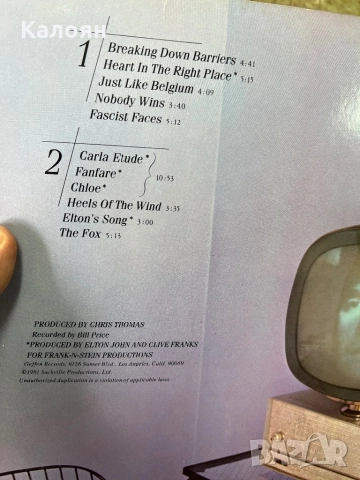 Калоян
1
Breaking Down Barriers 4:41
Heart In The Right Place* 5:15
Just Like Belgium 4:09
Nobody Wins 3:40
Fascist Faces 5:12
2
Carla Etude*
Fanfare*
Chloe*
10:53
Heels Of The Wind 3:35
Elton's Song* 3:00
The Fox 5:13
PRODUCED BY CHRIS THOMAS
Recorded by Bill Price
*PRODUCED BY ELTON JOHN AND CLIVE FRANKS
FOR FRANK-N-STEIN PRODUCTIONS
Geffen Records, 9126 Sunset Blvd., Los Angeles, Calif. 90069
©1981 Sackville Productions, Ltd.
Unauthorized duplication is a violation of applicable laws.
BAZAR